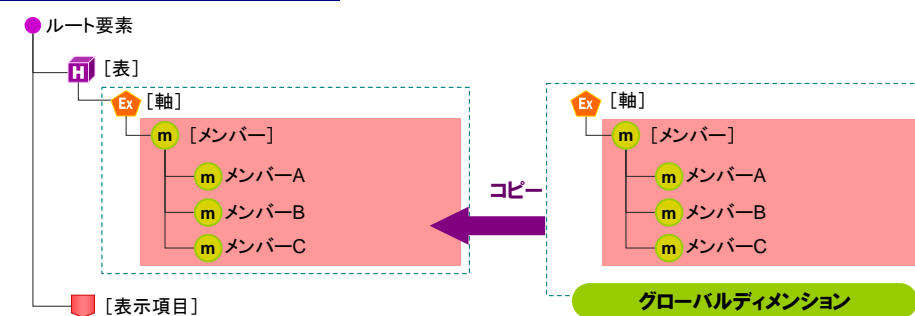 ルート要素
H [表]
Ex [軸]
m [メンバー]
m メンバーA
m メンバーB
m メンバーC
[表示項目]
コピー
Ex [軸]
m [メンバー]
m メンバーA
m メンバーB
m メンバーC
グローバルディメンション